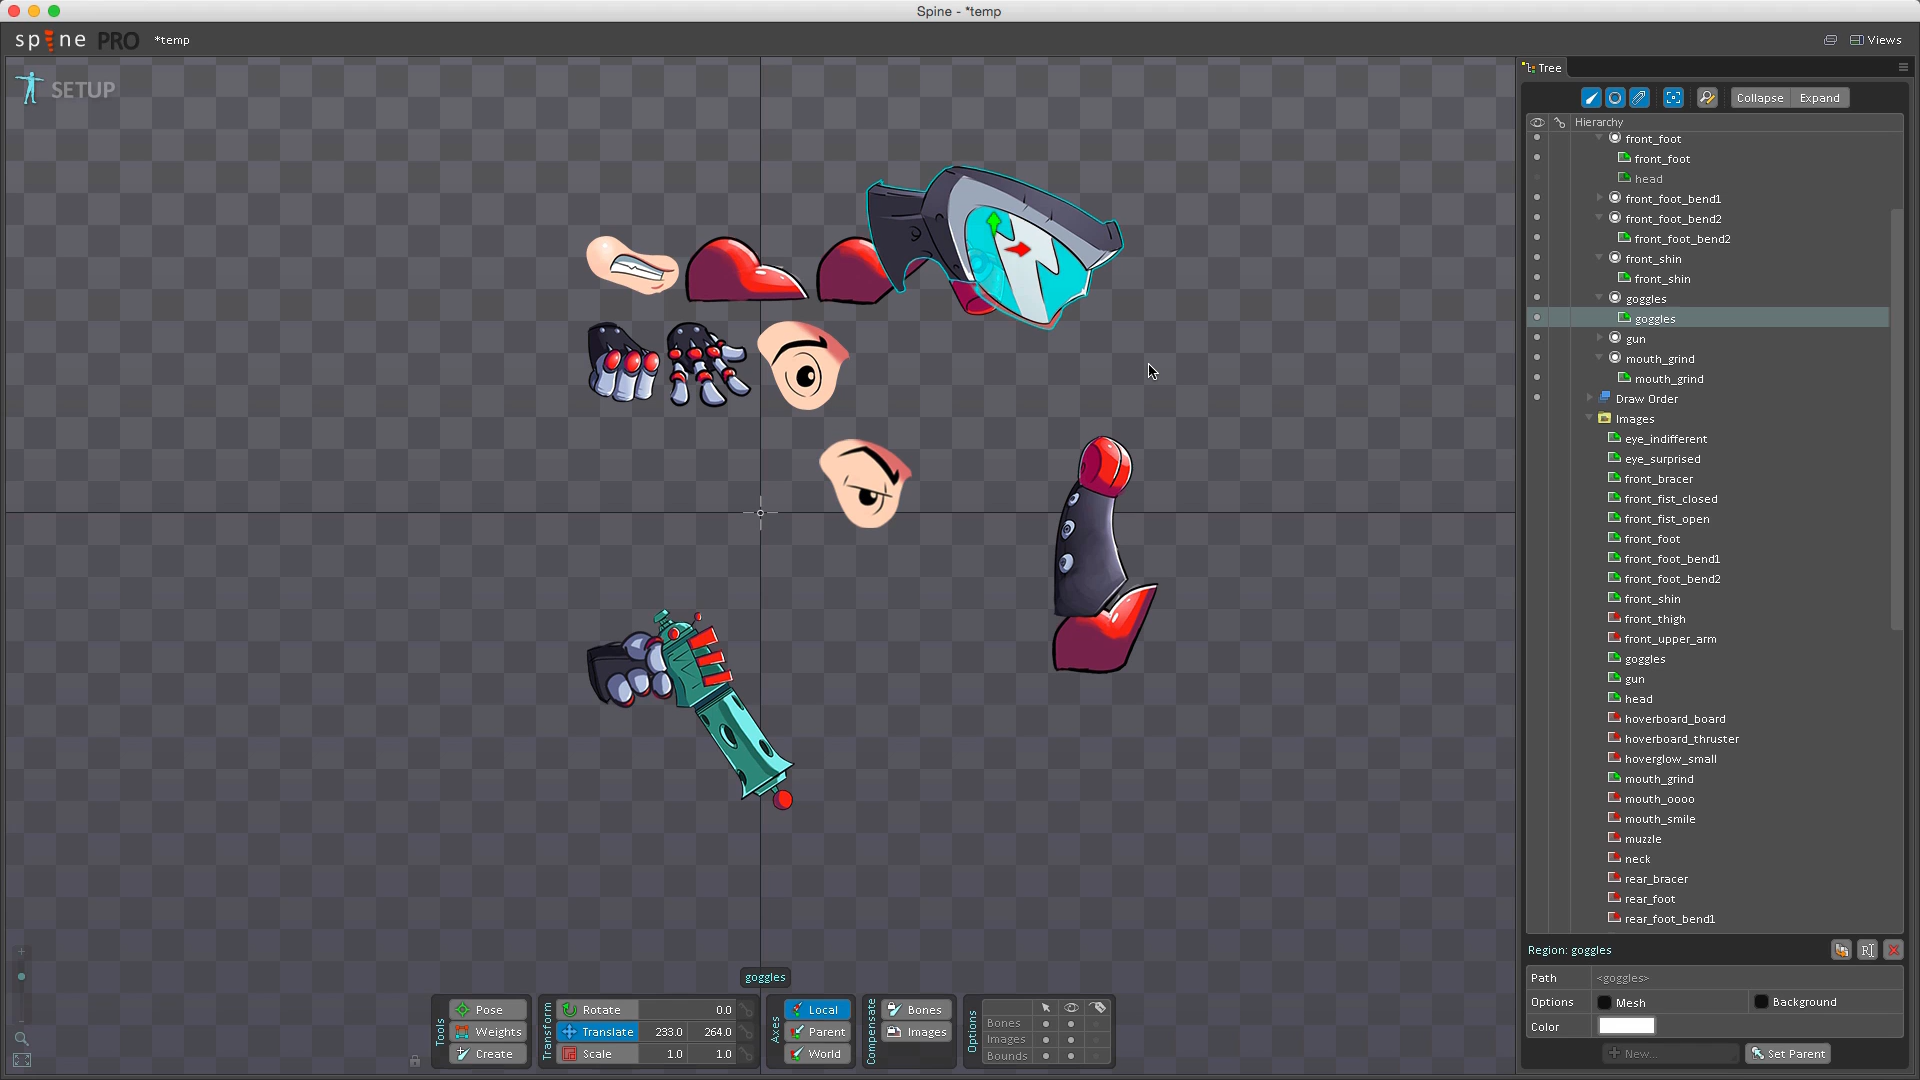 Spine - *temp
spine PRO *temp
Views
SETUP
Tree
Collapse Expand
Hierarchy
front_foot
front_foot
head
front_foot_bend1
front_foot_bend2
front_foot_bend2
front_shin
front_shin
goggles
goggles
gun
mouth_grind
mouth_grind
Draw Order
Images
eye_indifferent
eye_surprised
front_bracer
front_fist_closed
front_fist_open
front_foot
front_foot_bend1
front_foot_bend2
front_shin
front_thigh
front_upper_arm
goggles
gun
head
hoverboard_board
hoverboard_thruster
hoverglow_small
mouth_grind
mouth_oooo
mouth_smile
muzzle
neck
rear_bracer
rear_foot
rear_foot_bend1
Region: goggles
Path <goggles>
Options Mesh Background
Color
New... Set Parent
goggles
Tools
Pose
Weights
Create
Transform
Rotate 0.0
Translate 233.0 264.0
Scale 1.0 1.0
Axes
Local
Parent
World
Compensate
Bones
Images
Options
Bones
Images
Bounds